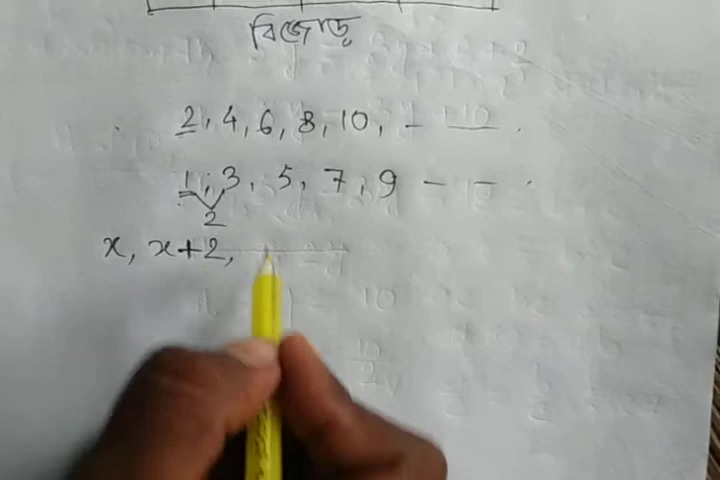 বিজোড়
2, 4, 6, 8, 10, - —
1, 3, 5, 7, 9 - -
2
x, x+2,